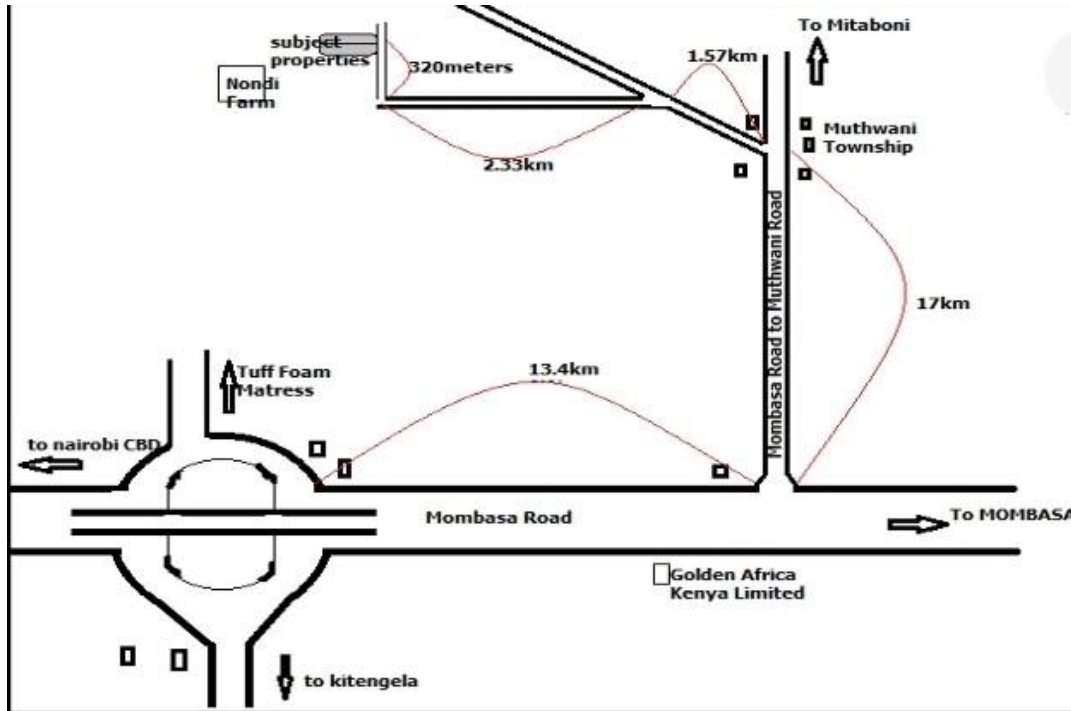 To Mitaboni
subject
properties
320meters
1.57km
Nondi
Farm
Muthwani
Township
2.33km
Mombasa Road to Muthwani Road
17km
13.4km
Tuff Foam
Matress
to nairobi CBD
Mombasa Road
To MOMBASA
Golden Africa
Kenya Limited
to kitengela